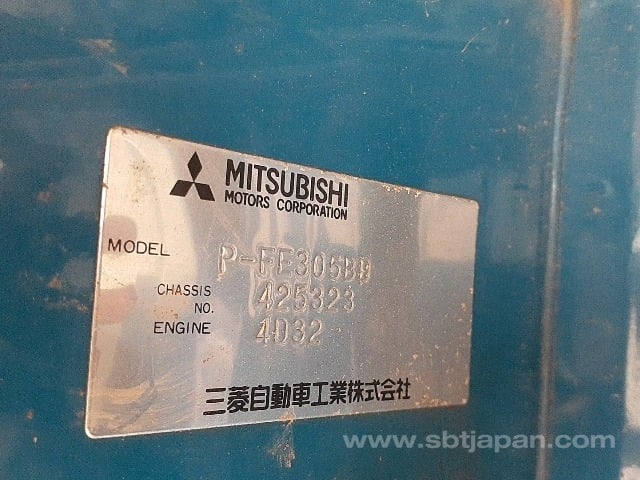 MITSUBISHI
MOTORS CORPORATION
MODEL P-FE305BD
CHASSIS NO. 425323
ENGINE 4D32
三菱自動車工業株式会社
www.sbtjapan.com